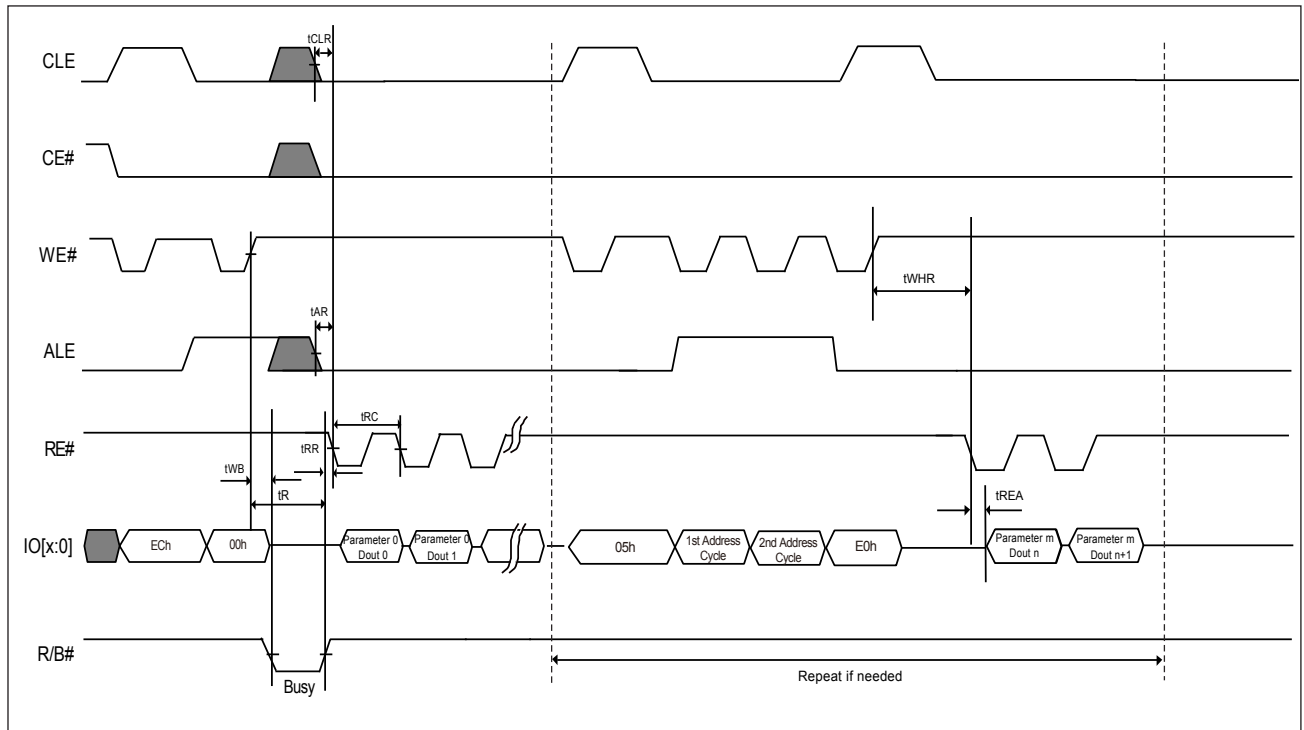 tCLR
CLE
CE#
WE#
tWHR
tAR
ALE
tRC
RE#
tRR
tWB
tR
tREA
IO[x:0]
ECh
00h
Parameter 0
Dout 0
Parameter 0
Dout 1
05h
1st Address
Cycle
2nd Address
Cycle
E0h
Parameter m
Dout n
Parameter m
Dout n+1
R/B#
Busy
Repeat if needed